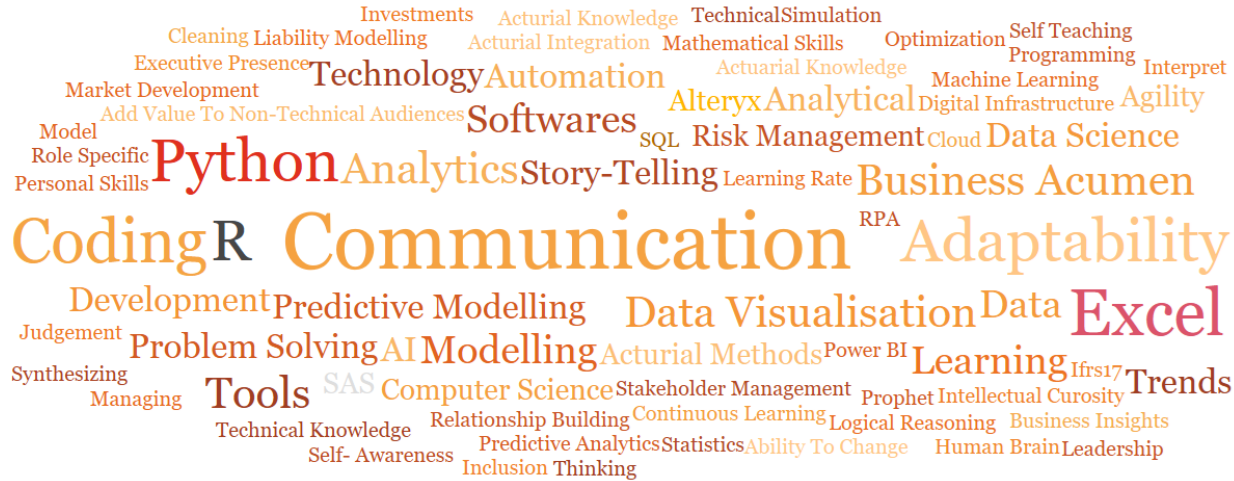 Investments Acturial Knowledge TechnicalSimulation
Cleaning Liability Modelling Acturial Integration Mathematical Skills Optimization Self Teaching
Executive Presence Technology Automation Actuarial Knowledge Programming Interpret
Market Development Alteryx Analytical Machine Learning Digital Infrastructure Agility
Add Value To Non-Technical Audiences Softwares
Model SQL Risk Management Cloud Data Science
Role Specific Python Analytics Story-Telling Learning Rate Business Acumen
Personal Skills
Coding R Communication RPA Adaptability
Development Predictive Modelling Data Visualisation Data Excel
Judgement Problem Solving AI Modelling Acturial Methods Power BI Learning Ifrs17
Synthesizing Tools SAS Computer Science Stakeholder Management Prophet Intellectual Curosity Trends
Managing
Technical Knowledge Relationship Building Continuous Learning Logical Reasoning Business Insights
Self- Awareness Predictive Analytics Statistics Ability To Change Human Brain Leadership
Inclusion Thinking